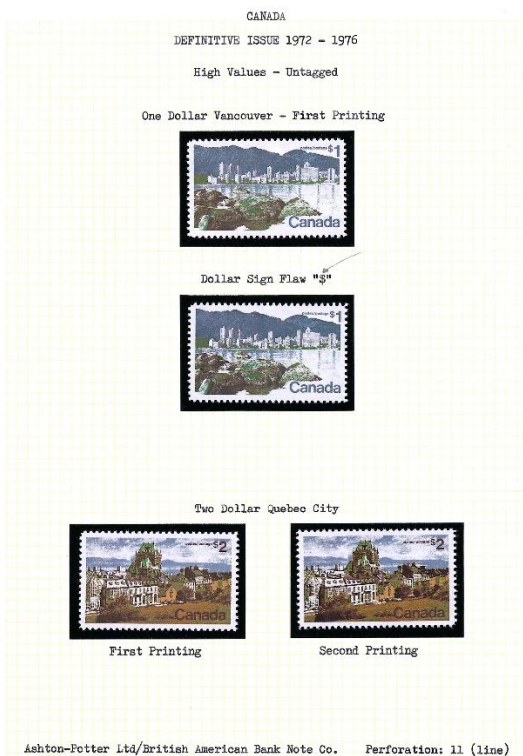 CANADA
DEFINITIVE ISSUE 1972 - 1976
High Values - Untagged
One Dollar Vancouver - First Printing
$1
Canada
Dollar Sign Flaw "$"
$1
Canada
Two Dollar Quebec City
$2
Canada
$2
Canada
First Printing
Second Printing
Ashton-Potter Ltd/British American Bank Note Co. Perforation: 11 (line)